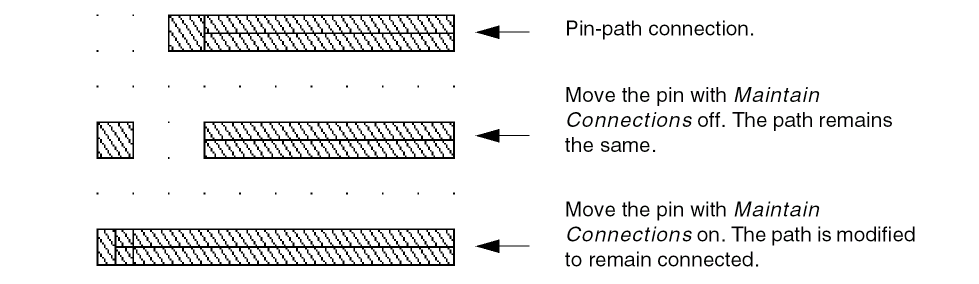 Pin-path connection.
Move the pin with Maintain
Connections off. The path remains
the same.
Move the pin with Maintain
Connections on. The path is modified
to remain connected.